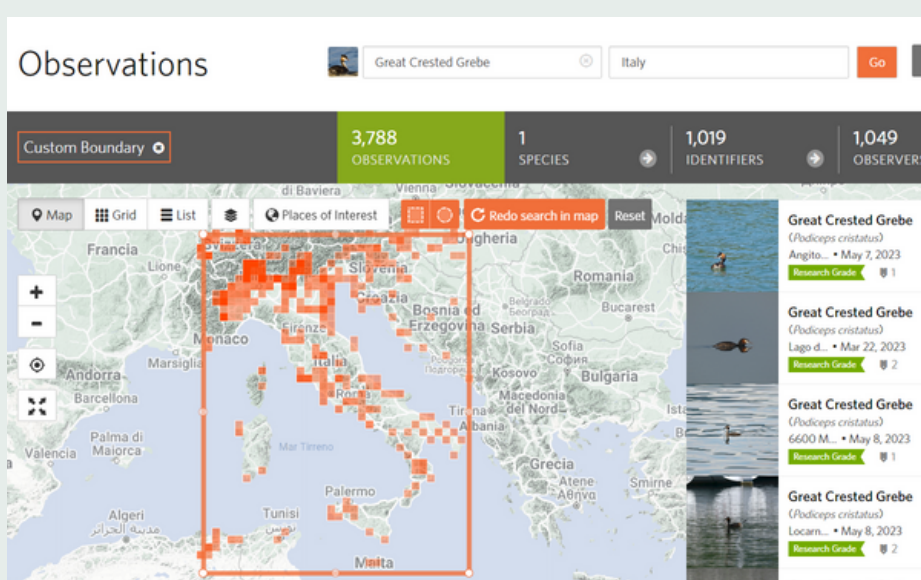 Observations
Great Crested Grebe
Italy
Go
Custom Boundary
3,788
OBSERVATIONS
1
SPECIES
1,019
IDENTIFIERS
1,049
OBSERVERS
Map
Grid
List
Places of Interest
Redo search in map
Reset
di Baviera
Vienna
Francia
Lione
Slovenia
Croazia
Romania
Monaco
Firenze
Bosnia ed
Erzegovina
Belgrado
Београд
Serbia
Bucarest
Marsiglia
Italia
Sofia
София
Andorra
Kosovo
Bulgaria
Barcellona
Roma
Macedonia
del Nord
Tirana
Albania
Palma di
Maiorca
Valencia
Mar Tirreno
Grecia
Palermo
Atene
Αθήνα
Smirne
Algeri
مدينة الجزائر
Tunisi
تونس
Malta
Great Crested Grebe
(Podiceps cristatus)
Angito... • May 7, 2023
Research Grade 1
Great Crested Grebe
(Podiceps cristatus)
Lago d... • Mar 22, 2023
Research Grade 2
Great Crested Grebe
(Podiceps cristatus)
6600 M... • May 8, 2023
Research Grade 1
Great Crested Grebe
(Podiceps cristatus)
Locarn... • May 8, 2023
Research Grade 2